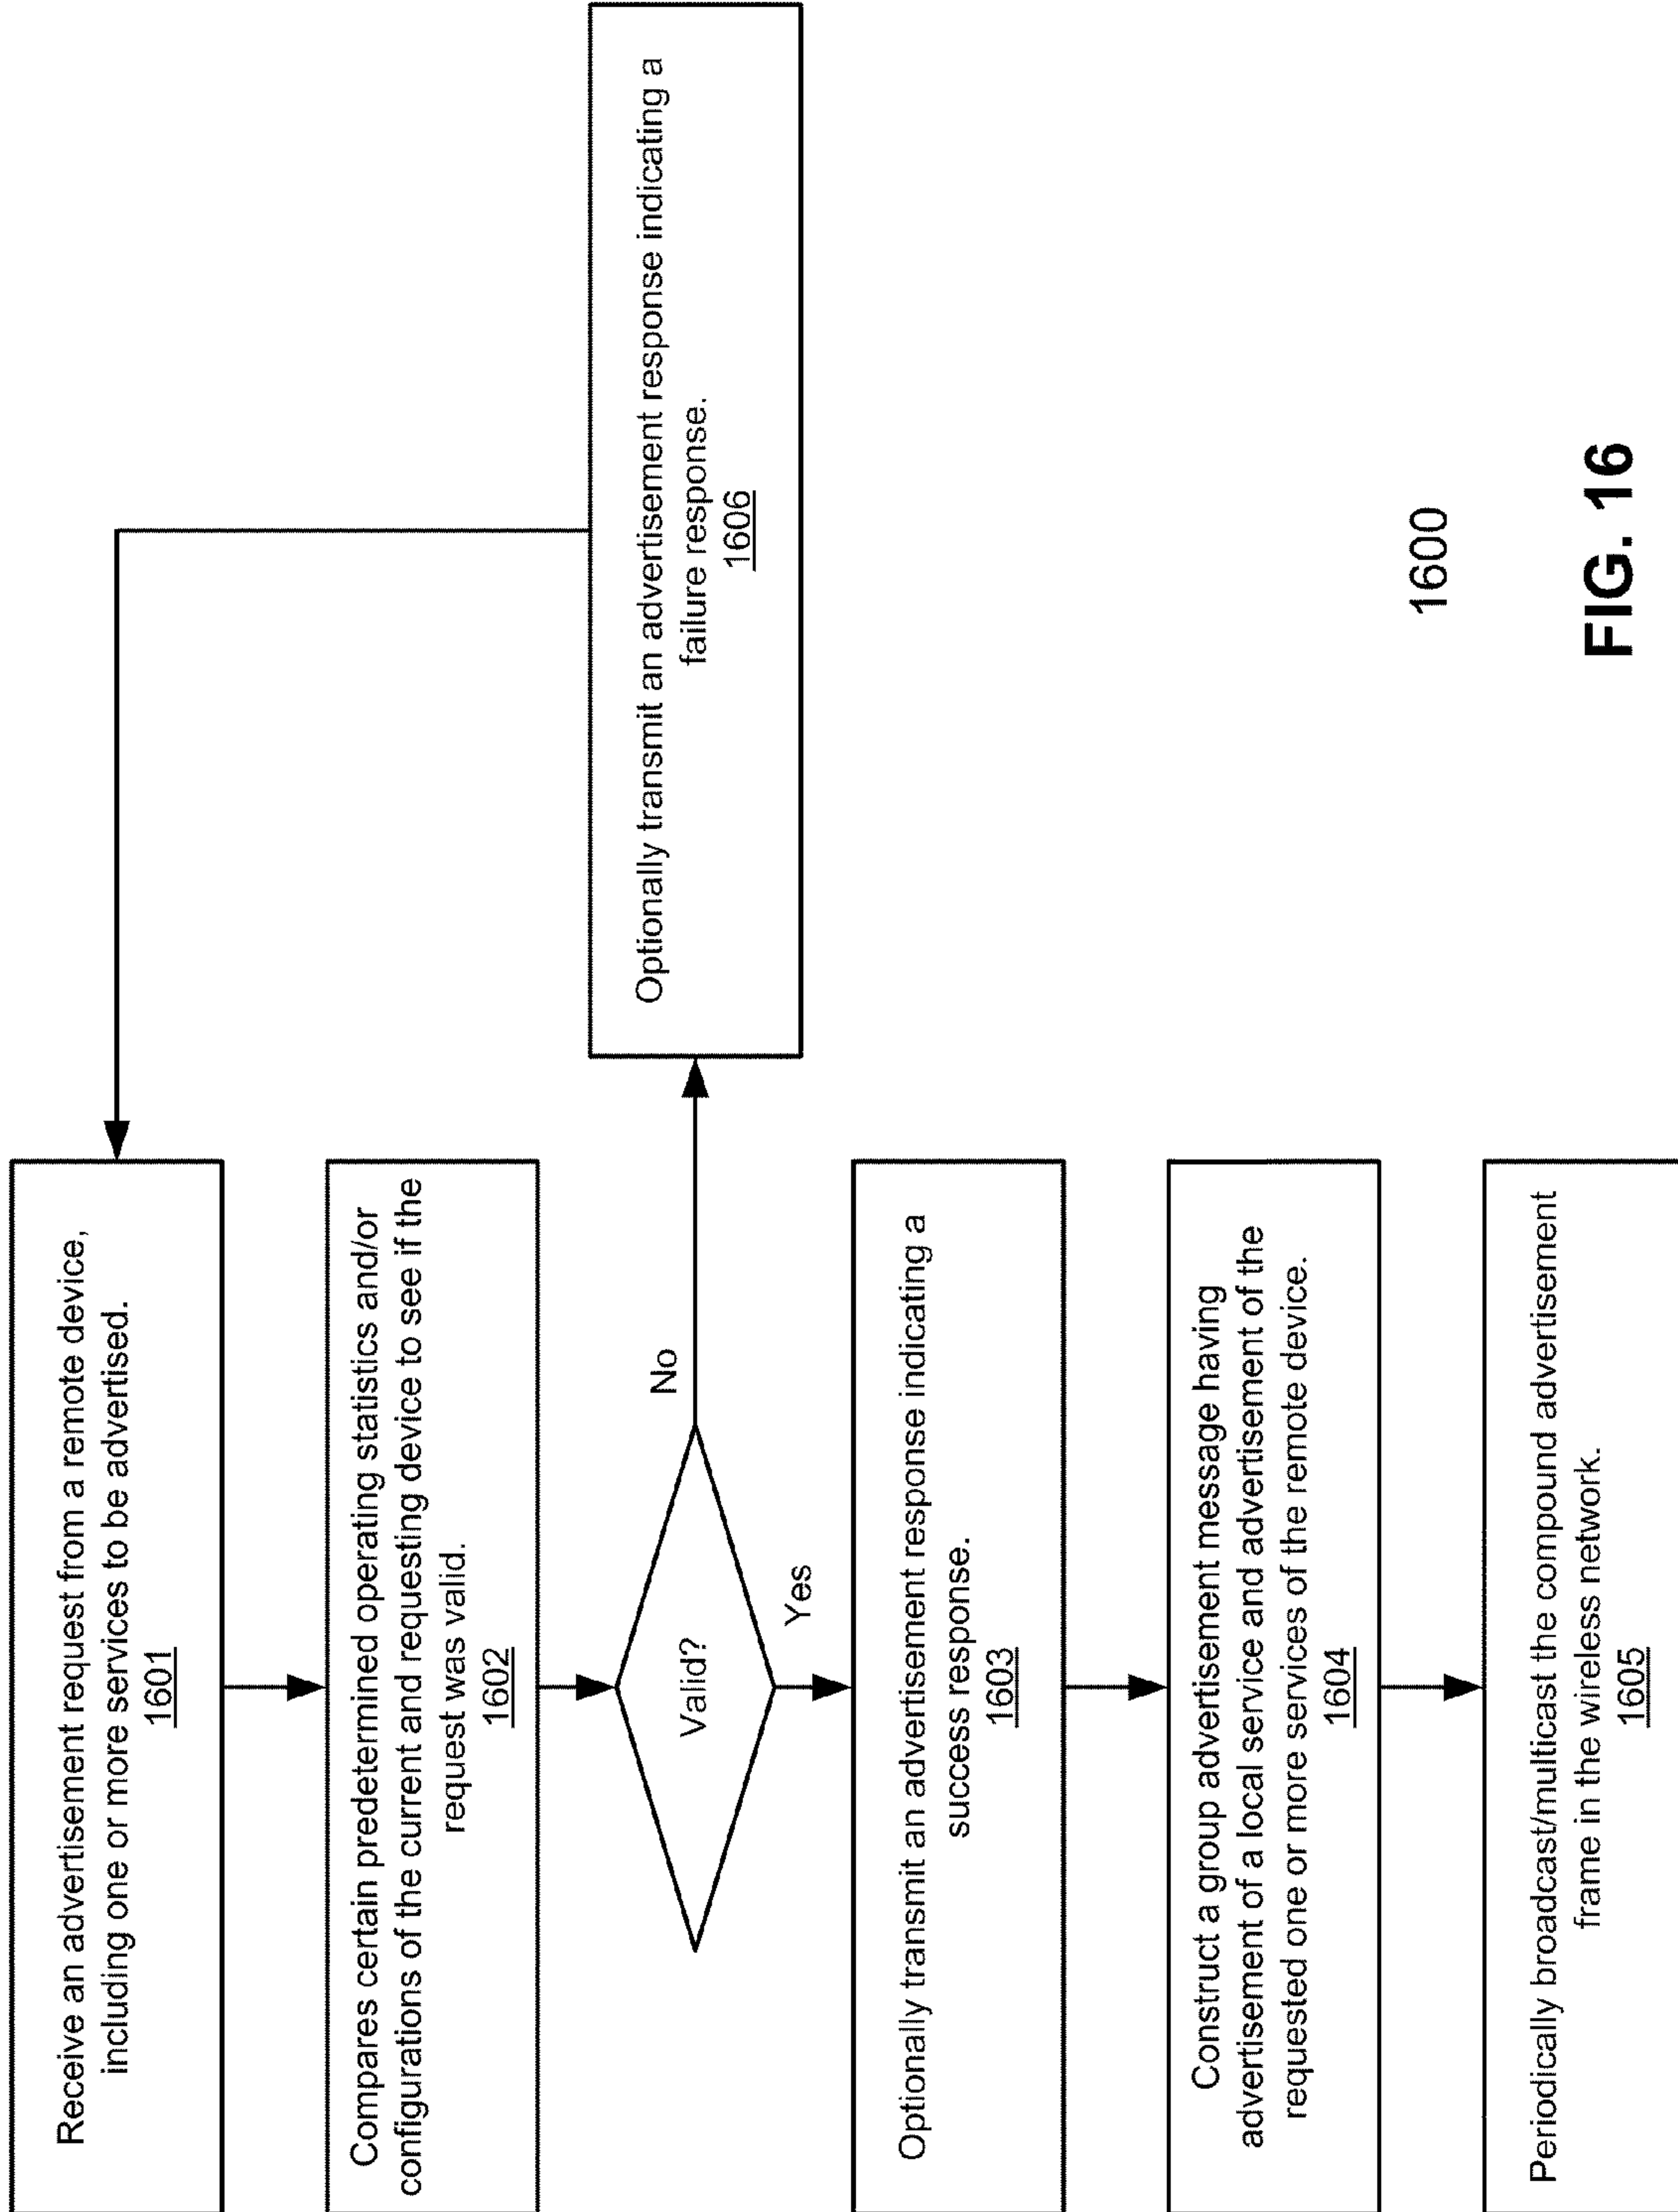 Receive an advertisement request from a remote device,
including one or more services to be advertised.
1601
Compares certain predetermined operating statistics and/or
configurations of the current and requesting device to see if the
request was valid.
1602
Valid?
No
Yes
Optionally transmit an advertisement response indicating a
failure response.
1606
Optionally transmit an advertisement response indicating a
success response.
1603
Construct a group advertisement message having
advertisement of a local service and advertisement of the
requested one or more services of the remote device.
1604
Periodically broadcast/multicast the compound advertisement
frame in the wireless network.
1605
1600
FIG. 16